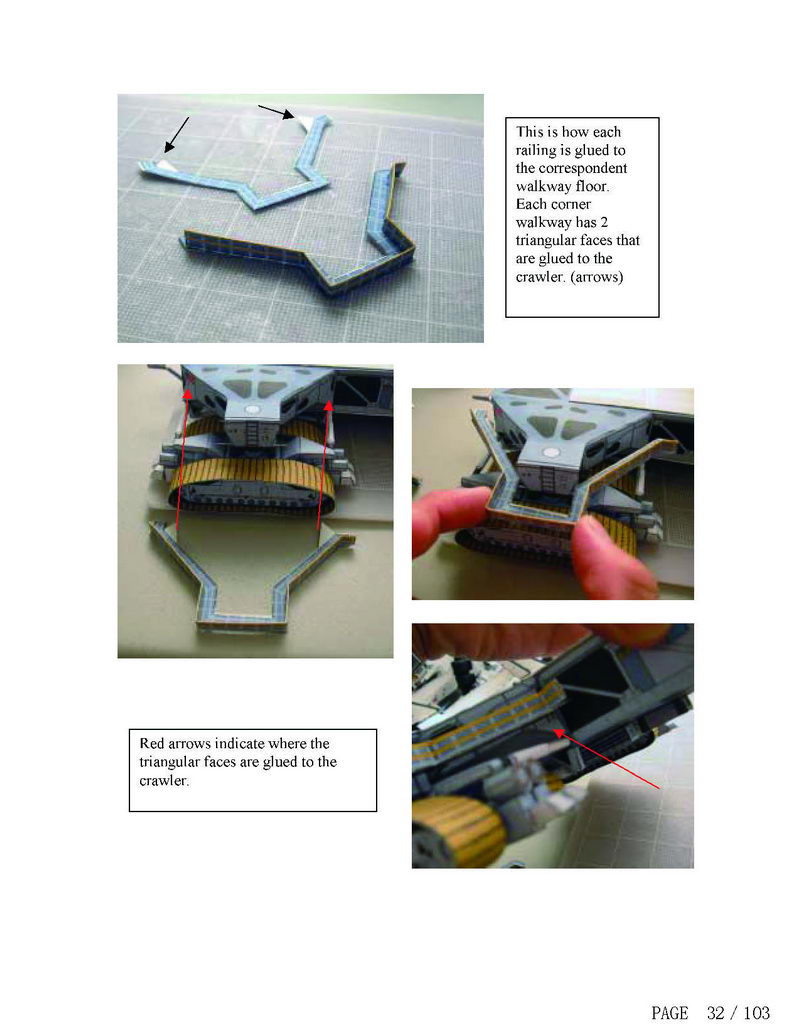 This is how each
railing is glued to
the correspondent
walkway floor.
Each corner
walkway has 2
triangular faces that
are glued to the
crawler. (arrows)
Red arrows indicate where the
triangular faces are glued to the
crawler.
PAGE 32 / 103